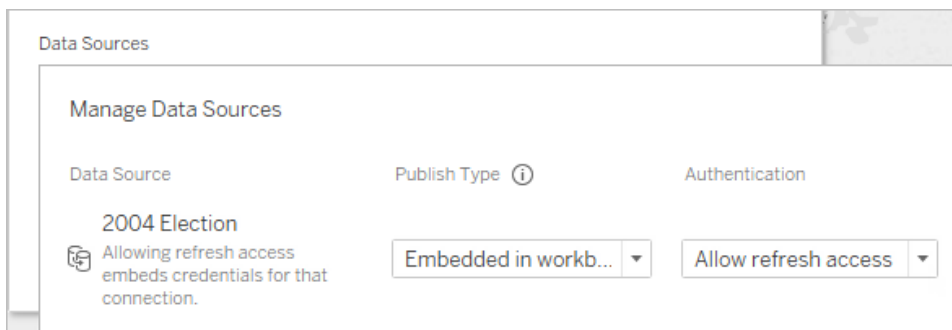 Data Sources
Manage Data Sources
Data Source Publish Type Authentication
2004 Election
Allowing refresh access
embeds credentials for that
connection.
Embedded in workb... Allow refresh access